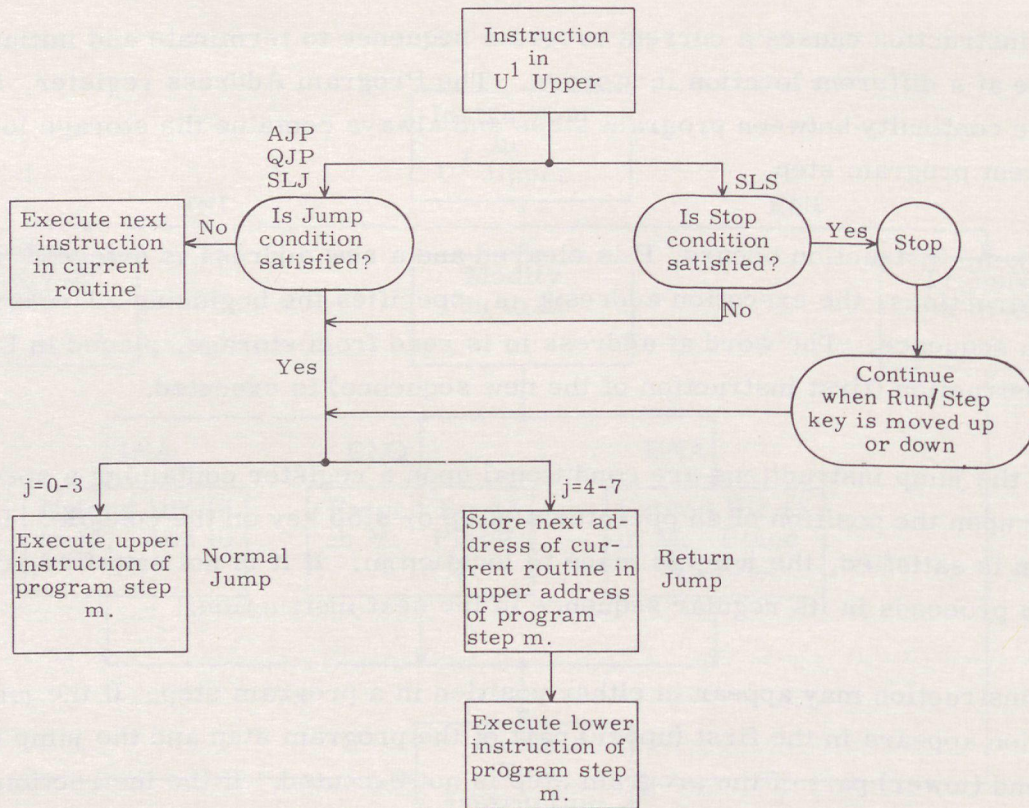 Instruction
in
U¹ Upper
AJP
QJP
SLJ
SLS
Execute next
instruction
in current
routine
No
Is Jump
condition
satisfied?
Is Stop
condition
satisfied?
Yes
Stop
No
Yes
Continue
when Run/Step
key is moved up
or down
j=0-3
j=4-7
Execute upper
instruction of
program step
m.
Normal
Jump
Store next ad-
dress of cur-
rent routine in
upper address
of program
step m.
Return
Jump
Execute lower
instruction of
program step
m.